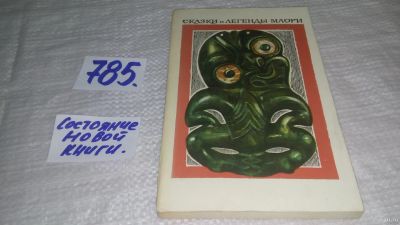 СКАЗКИ и ЛЕГЕНДЫ МАОРИ
785.
Состояние
Новой
книги.